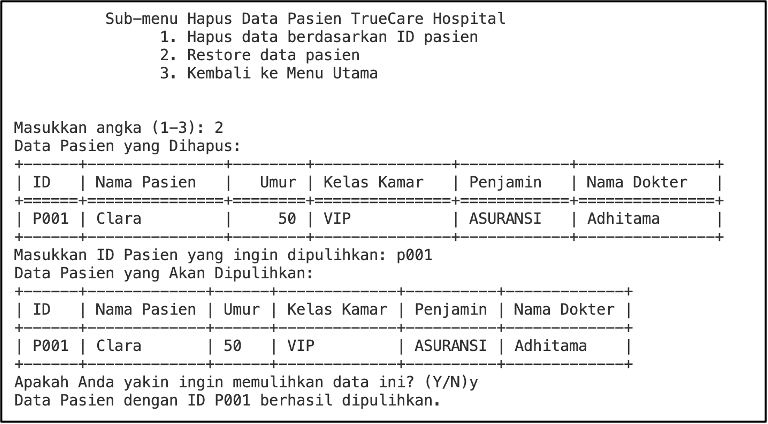 Sub-menu Hapus Data Pasien TrueCare Hospital
1. Hapus data berdasarkan ID pasien
2. Restore data pasien
3. Kembali ke Menu Utama
Masukkan angka (1-3): 2
Data Pasien yang Dihapus:
+------+---------------+--------+---------------+------------+---------------+
| ID   | Nama Pasien   |   Umur | Kelas Kamar   | Penjamin   | Nama Dokter   |
+======+===============+========+===============+============+===============+
| P001 | Clara         |     50 | VIP           | ASURANSI   | Adhitama      |
+------+---------------+--------+---------------+------------+---------------+
Masukkan ID Pasien yang ingin dipulihkan: p001
Data Pasien yang Akan Dipulihkan:
+------+-------------+------+-------------+----------+-------------+
| ID   | Nama Pasien | Umur | Kelas Kamar | Penjamin | Nama Dokter |
+------+-------------+------+-------------+----------+-------------+
| P001 | Clara       | 50   | VIP         | ASURANSI | Adhitama    |
+------+-------------+------+-------------+----------+-------------+
Apakah Anda yakin ingin memulihkan data ini? (Y/N)y
Data Pasien dengan ID P001 berhasil dipulihkan.